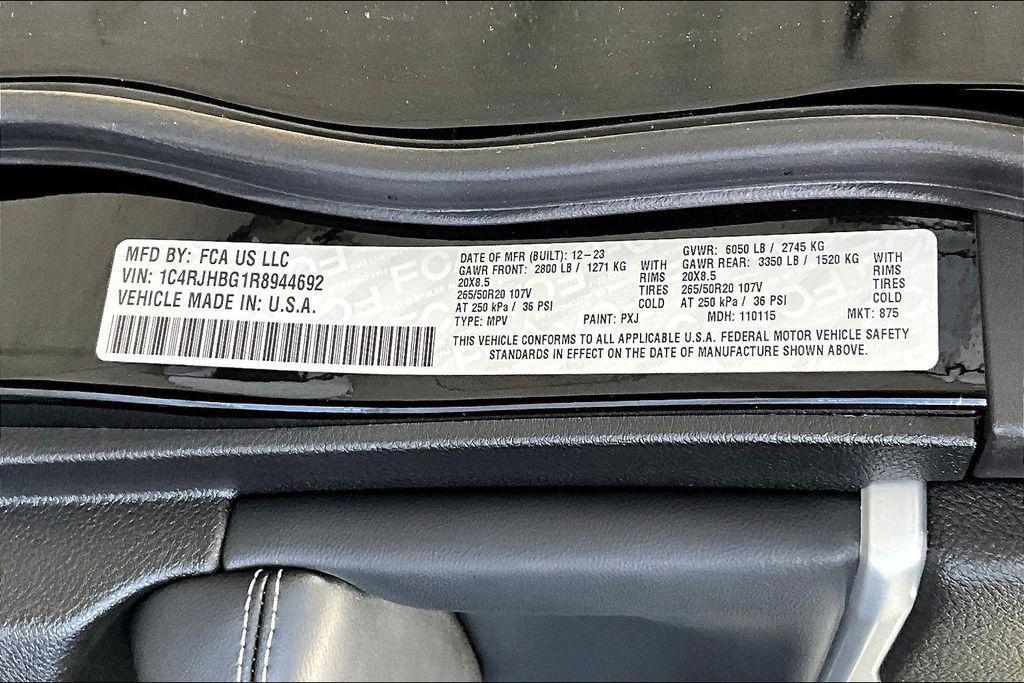 MFD BY: FCA US LLC
VIN: 1C4RJHBG1R8944692
VEHICLE MADE IN: U.S.A.
DATE OF MFR (BUILT): 12-23
GAWR FRONT: 2800 LB / 1271 KG WITH
20X8.5 RIMS
265/50R20 107V TIRES
AT 250 kPa / 36 PSI COLD
TYPE: MPV PAINT: PXJ MDH: 110115 MKT: 875
GVWR: 6050 LB / 2745 KG
GAWR REAR: 3350 LB / 1520 KG WITH
20X8.5 RIMS
265/50R20 107V TIRES
AT 250 kPa / 36 PSI COLD
THIS VEHICLE CONFORMS TO ALL APPLICABLE U.S.A. FEDERAL MOTOR VEHICLE SAFETY
STANDARDS IN EFFECT ON THE DATE OF MANUFACTURE SHOWN ABOVE.